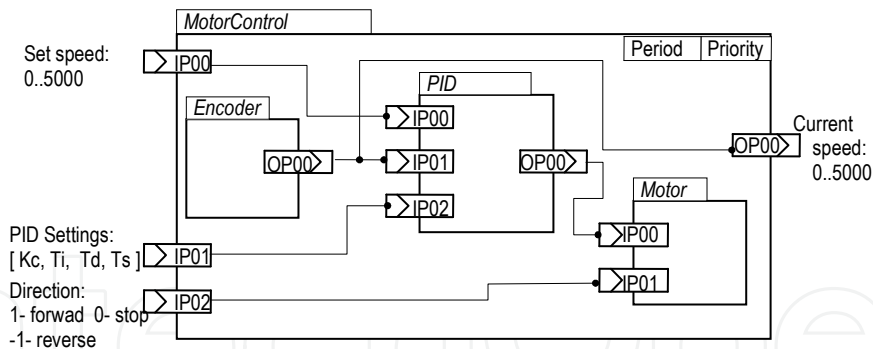 MotorControl
Set speed:
0..5000
IP00
Period Priority
PID
Encoder
IP00
OP00
IP01
OP00
IP02
Current
speed:
0..5000
OP00
Motor
IP00
IP01
PID Settings:
[ Kc, Ti, Td, Ts ]
IP01
Direction:
1- forwad 0- stop
-1- reverse
IP02